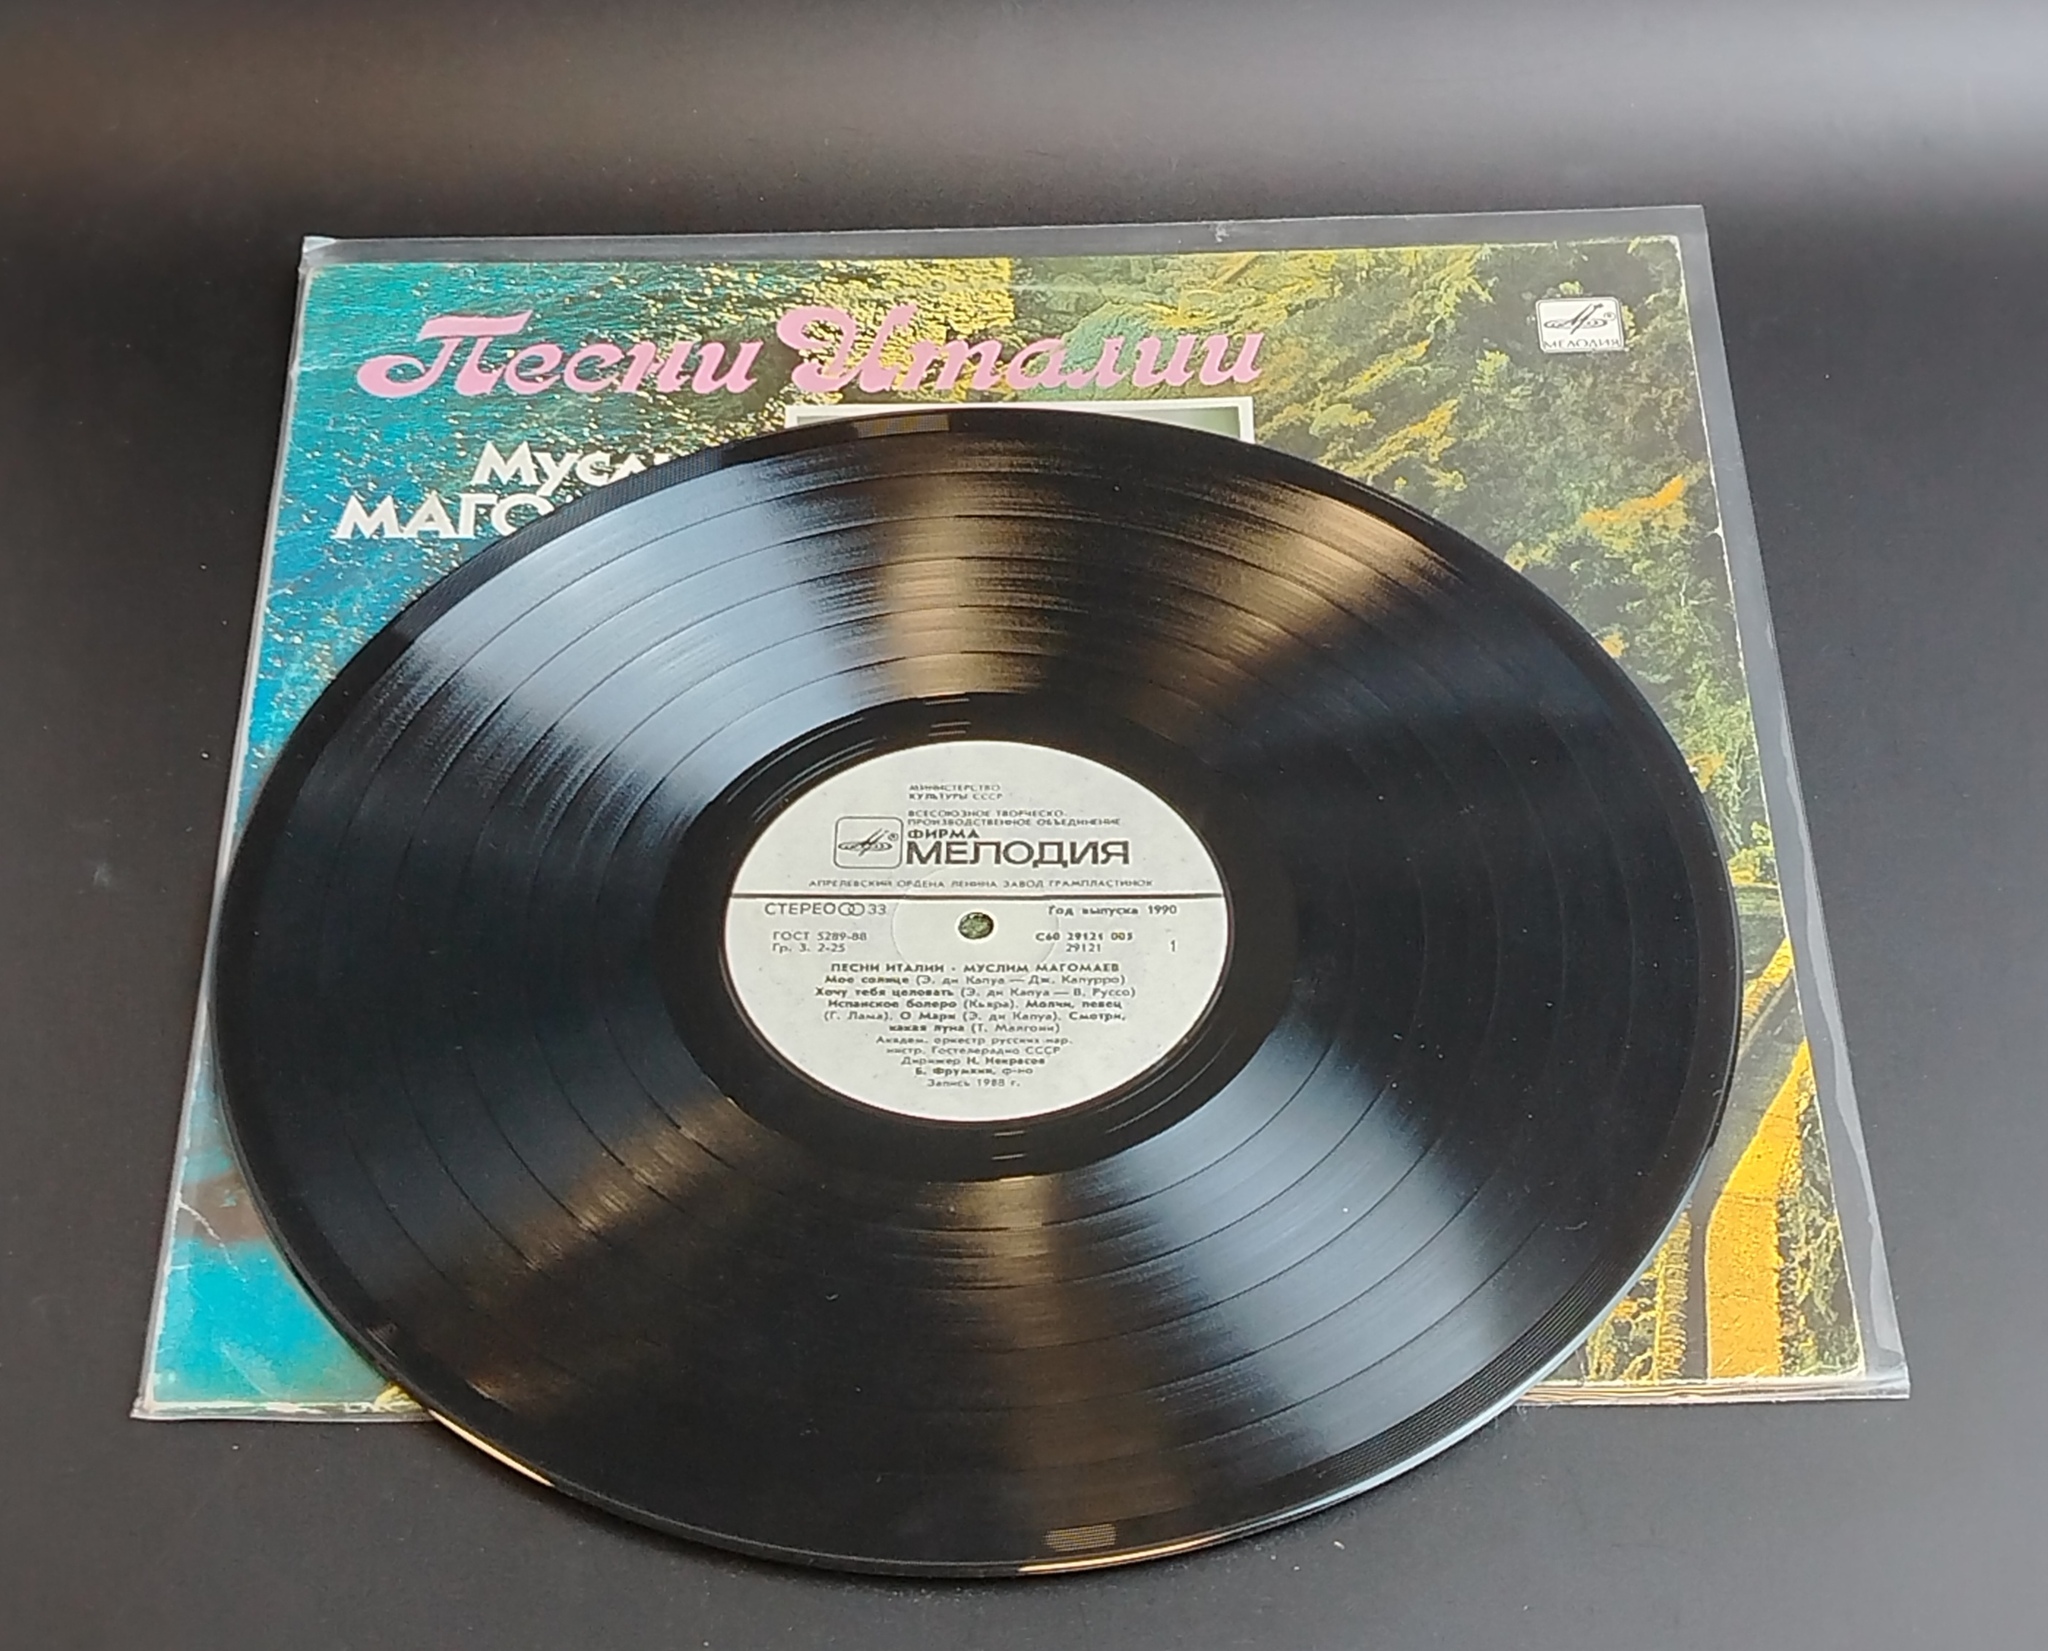 Песни Италии
МЕЛОДИЯ
МИНИСТЕРСТВО
КУЛЬТУРЫ СССР
ВСЕСОЮЗНОЕ ТВОРЧЕСКО-
ПРОИЗВОДСТВЕННОЕ ОБЪЕДИНЕНИЕ
ФИРМА
МЕЛОДИЯ
АПРЕЛЕВСКИЙ ОРДЕНА ЛЕНИНА ЗАВОД ГРАМПЛАСТИНОК
СТЕРЕО 33 Год выпуска 1990
ГОСТ 5289-88 С60 29121 005
Гр. 3. 2-25 29121 1
ПЕСНИ ИТАЛИИ - МУСЛИМ МАГОМАЕВ
Мое солнце (Э. ди Капуа — Дж. Капурро)
Хочу тебя целовать (Э. ди Капуа — В. Руссо)
Испанское болеро (Кьяра). Молчи, певец
(Г. Лама). О Мари (Э. ди Капуа). Смотри,
какая луна (Т. Малгони)
Академ. оркестр русских нар.
инстр. Гостелерадио СССР
Дирижер Н. Некрасов
Б. Фрумкин, ф-но
Запись 1988 г.